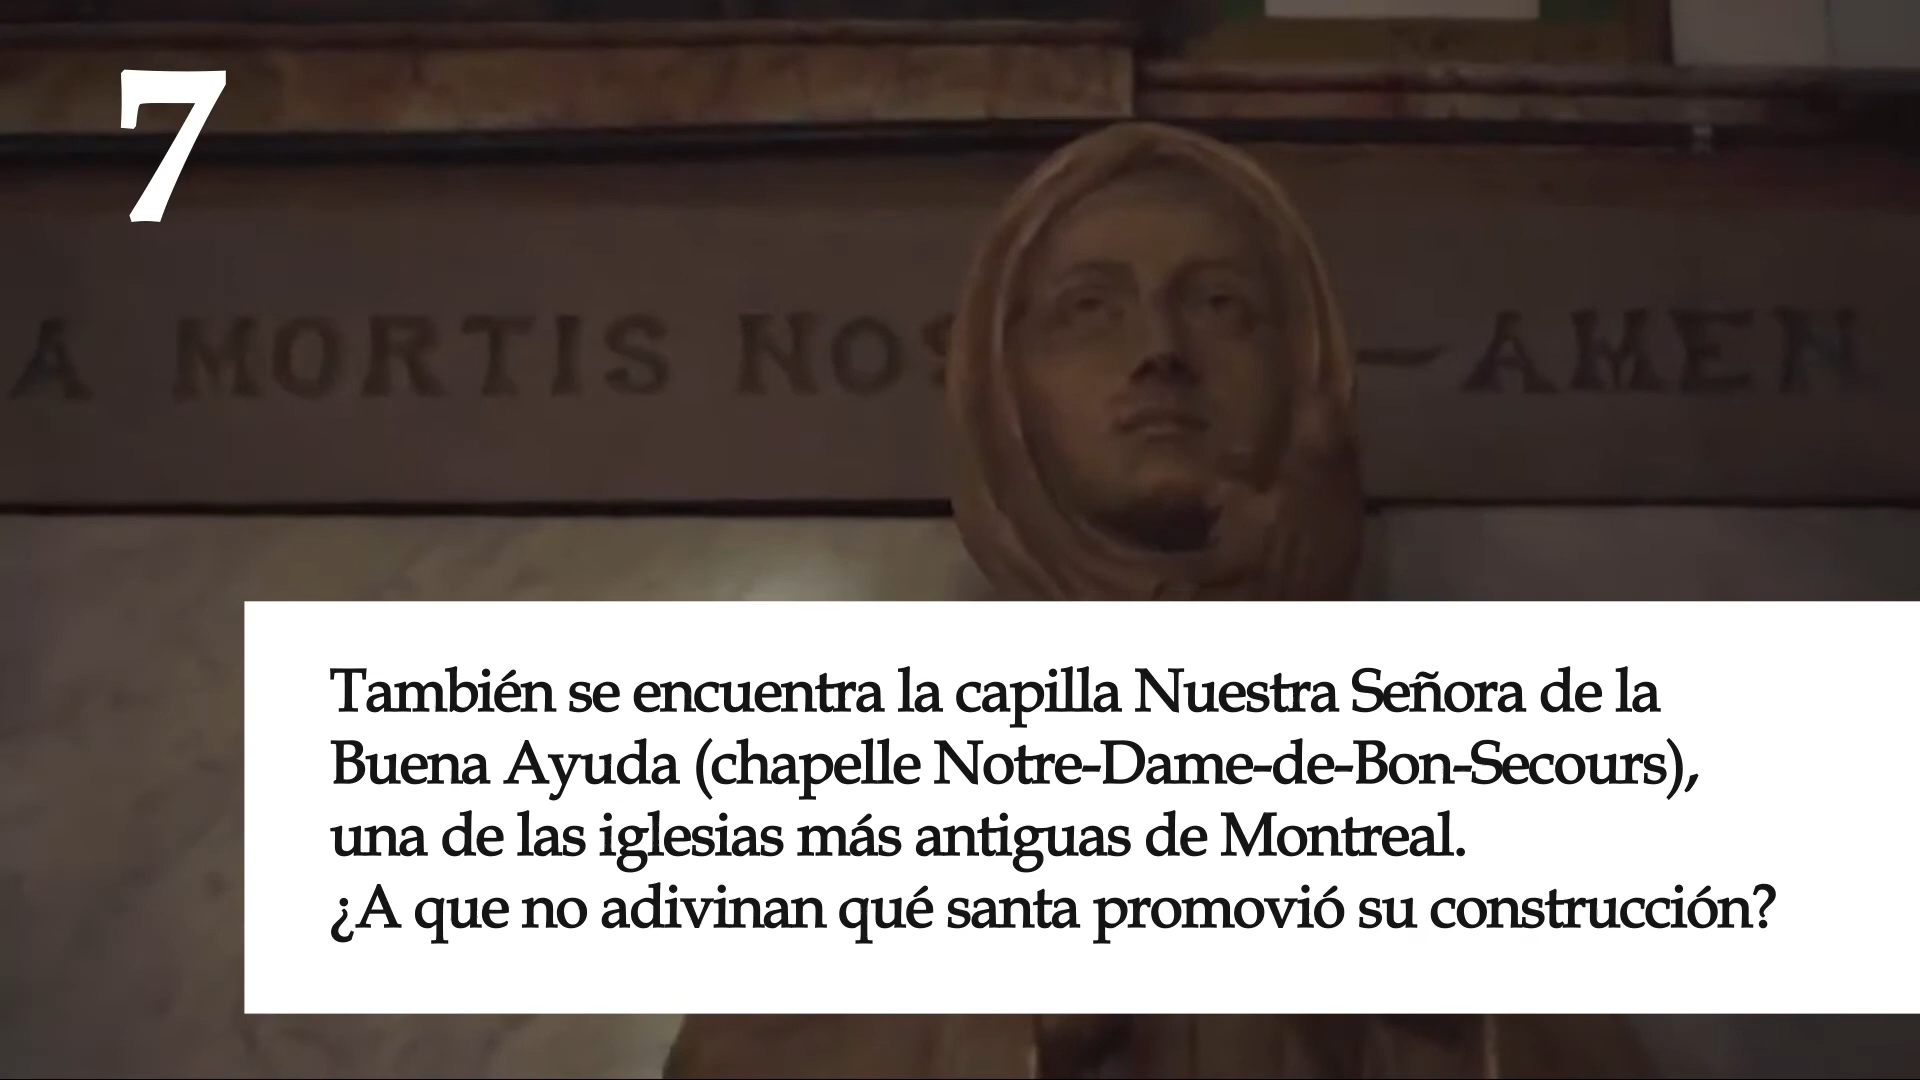 7
A MORTIS NOS —AMEN
También se encuentra la capilla Nuestra Señora de la
Buena Ayuda (chapelle Notre-Dame-de-Bon-Secours),
una de las iglesias más antiguas de Montreal.
¿A que no adivinan qué santa promovió su construcción?